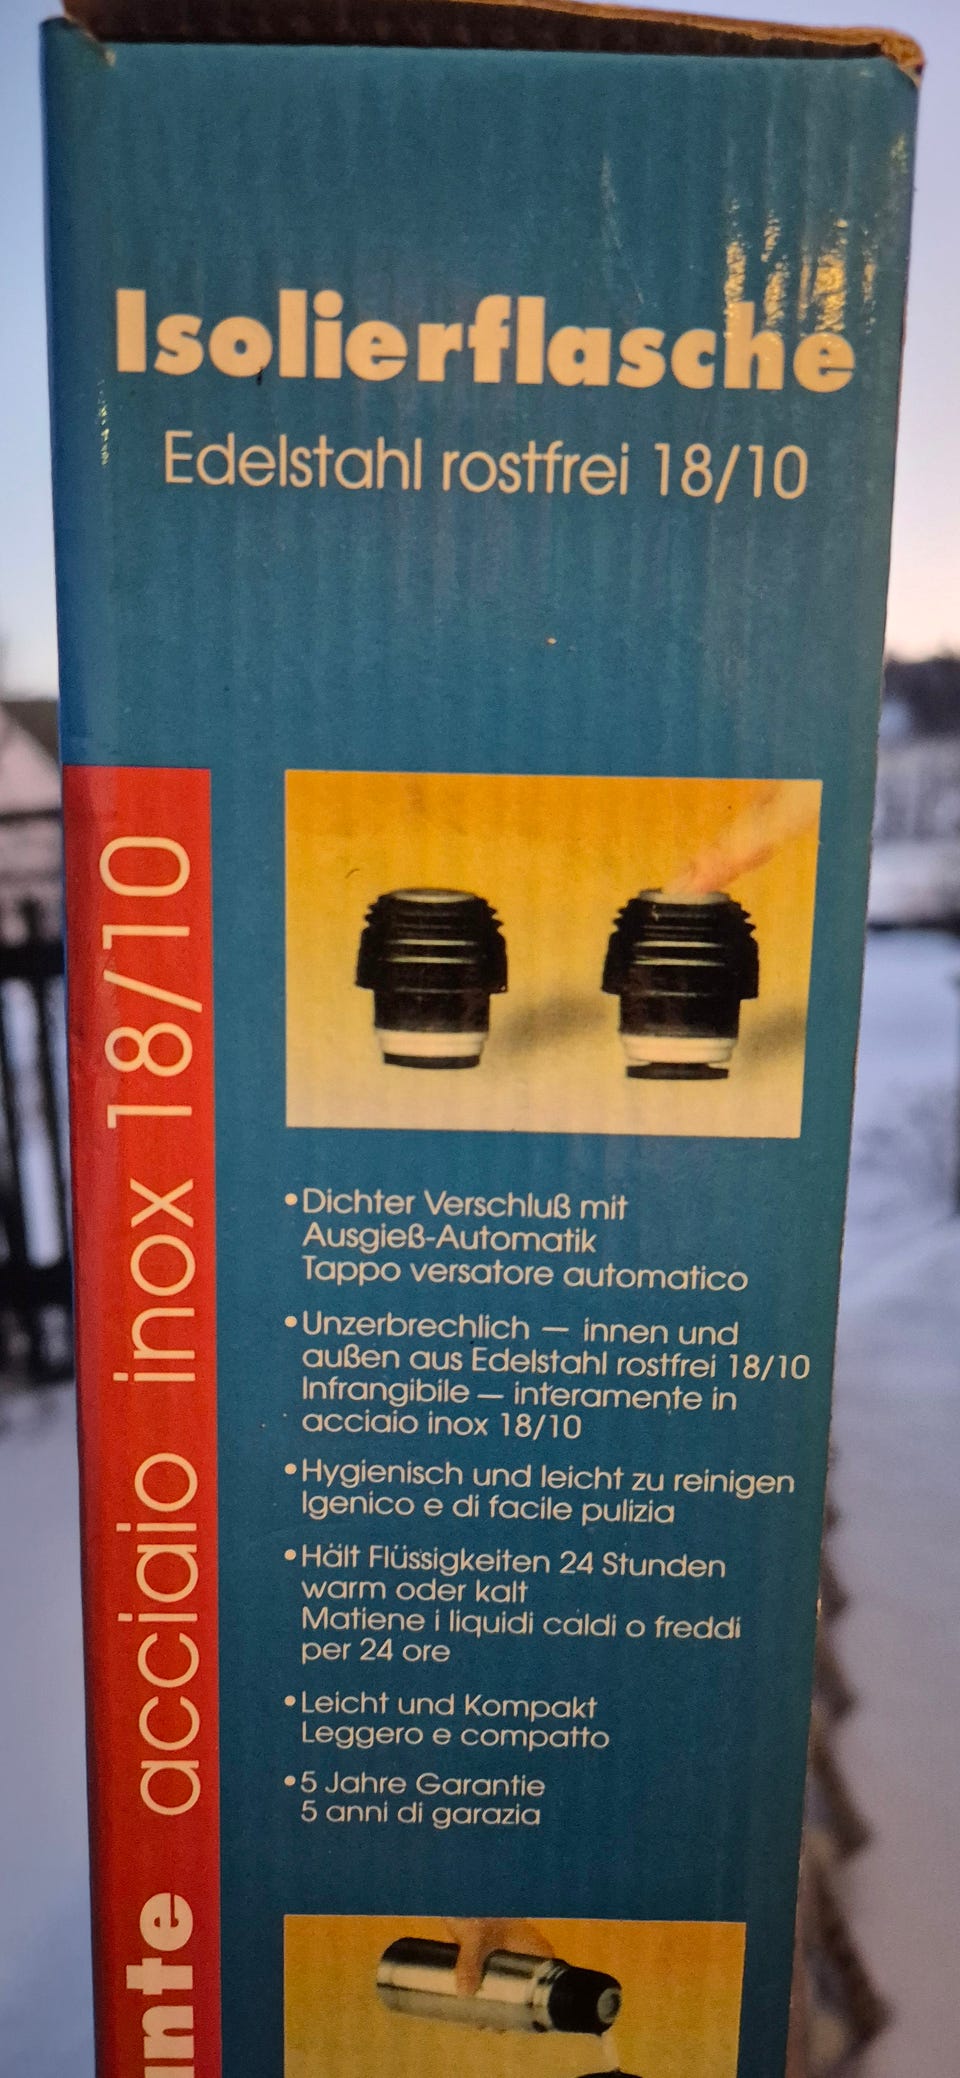 Isolierflasche
Edelstahl rostfrei 18/10
acciaio inox 18/10
•Dichter Verschluß mit
Ausgieß-Automatik
Tappo versatore automatico
•Unzerbrechlich — innen und
außen aus Edelstahl rostfrei 18/10
Infrangibile — interamente in
acciaio inox 18/10
•Hygienisch und leicht zu reinigen
Igenico e di facile pulizia
•Hält Flüssigkeiten 24 Stunden
warm oder kalt
Matiene i liquidi caldi o freddi
per 24 ore
•Leicht und Kompakt
Leggero e compatto
•5 Jahre Garantie
5 anni di garazia